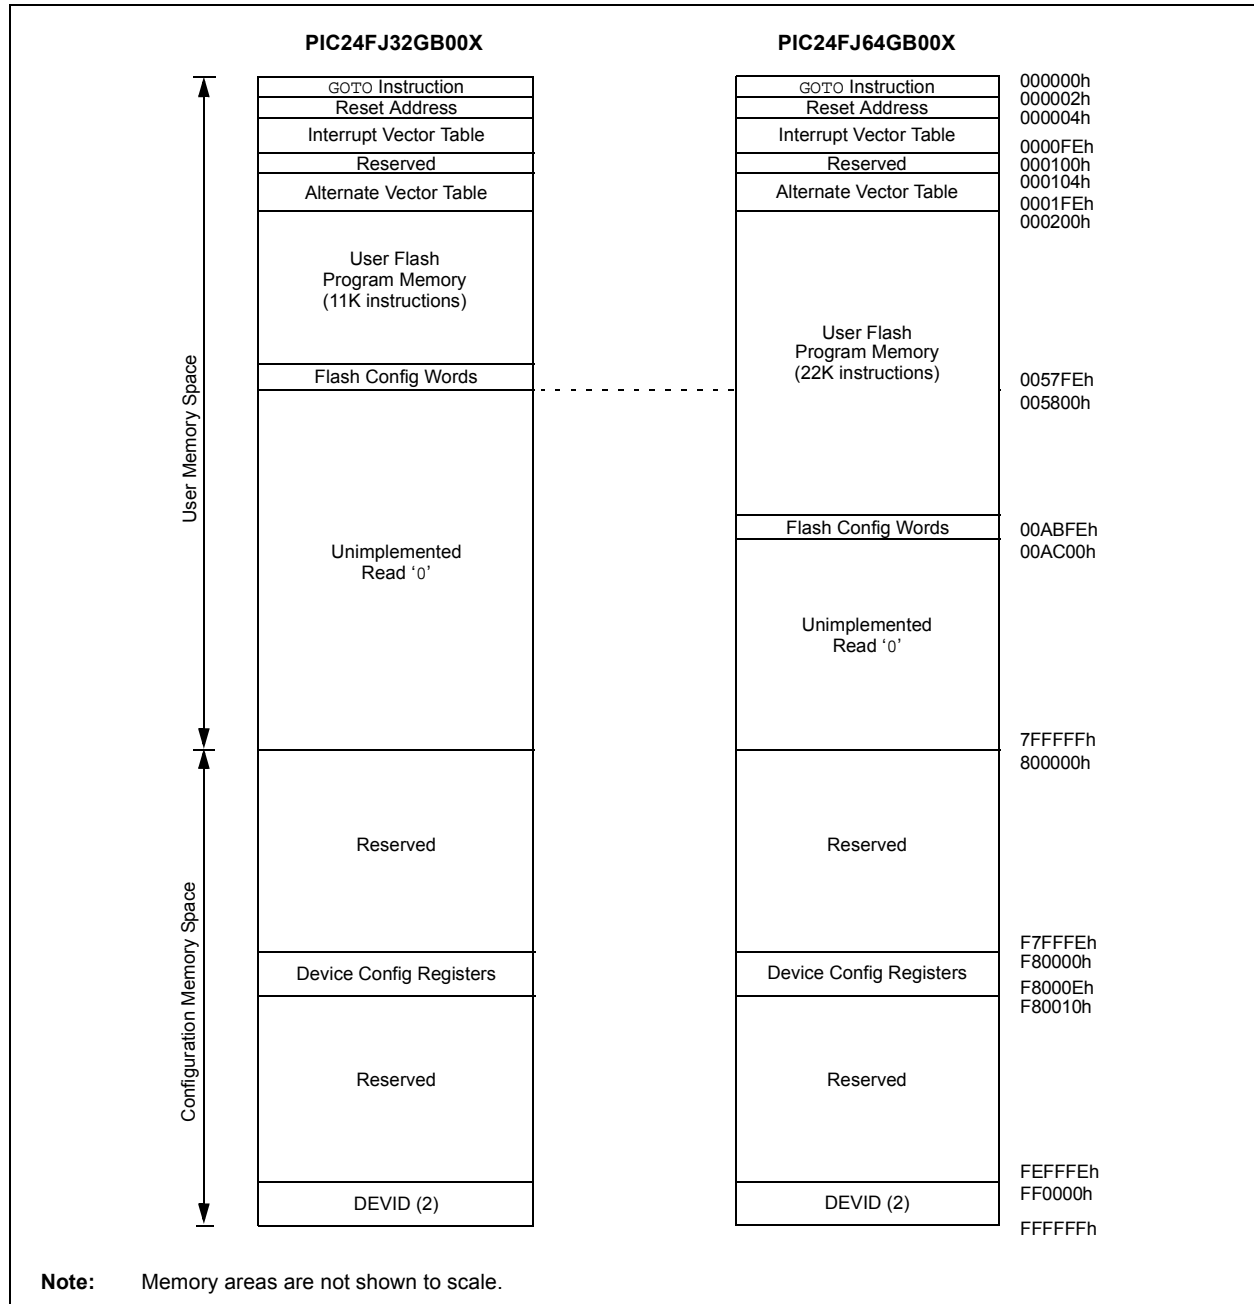 PIC24FJ32GB00X
PIC24FJ64GB00X
GOTO Instruction
Reset Address
Interrupt Vector Table
Reserved
Alternate Vector Table
User Flash
Program Memory
(11K instructions)
Flash Config Words
Unimplemented
Read ‘0’
Reserved
Device Config Registers
Reserved
DEVID (2)
GOTO Instruction
Reset Address
Interrupt Vector Table
Reserved
Alternate Vector Table
User Flash
Program Memory
(22K instructions)
Flash Config Words
Unimplemented
Read ‘0’
Reserved
Device Config Registers
Reserved
DEVID (2)
000000h
000002h
000004h
0000FEh
000100h
000104h
0001FEh
000200h
0057FEh
005800h
00ABFEh
00AC00h
7FFFFFh
800000h
F7FFFEh
F80000h
F8000Eh
F80010h
FEFFFEh
FF0000h
FFFFFFh
User Memory Space
Configuration Memory Space
Note: Memory areas are not shown to scale.